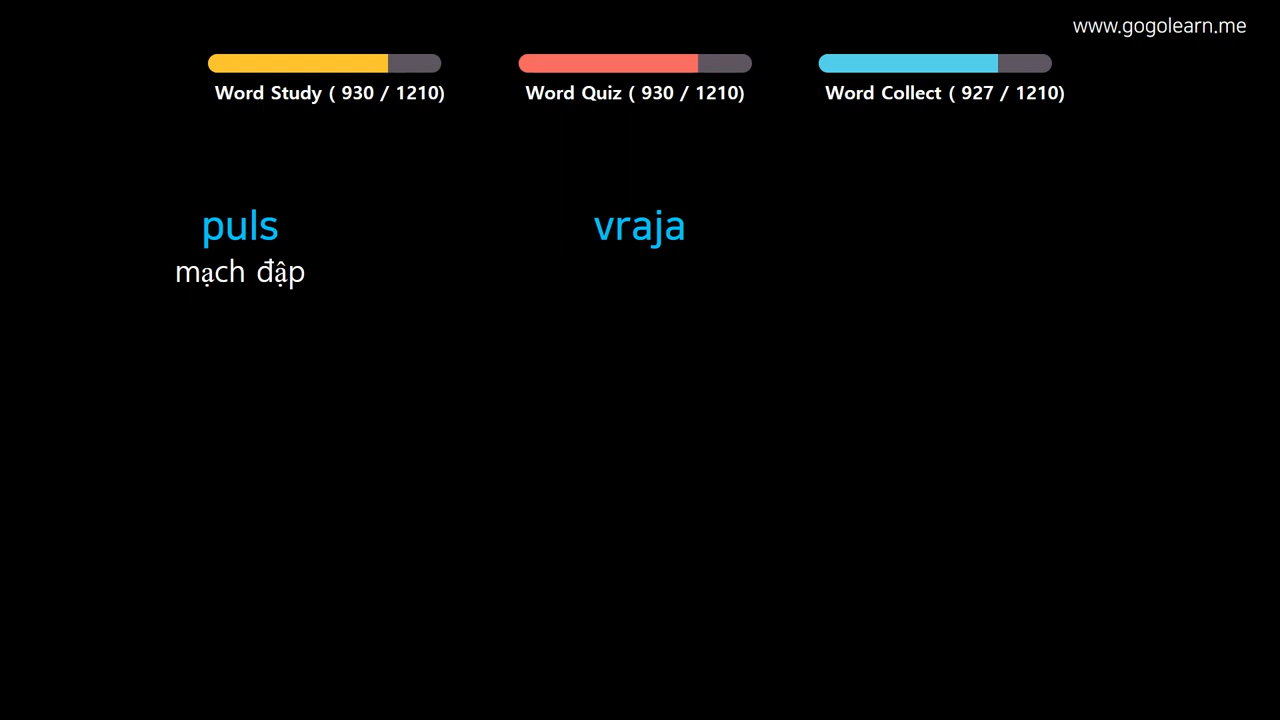 www.gogolearn.me
Word Study ( 930 / 1210)
Word Quiz ( 930 / 1210)
Word Collect ( 927 / 1210)
puls
mạch đập
vraja